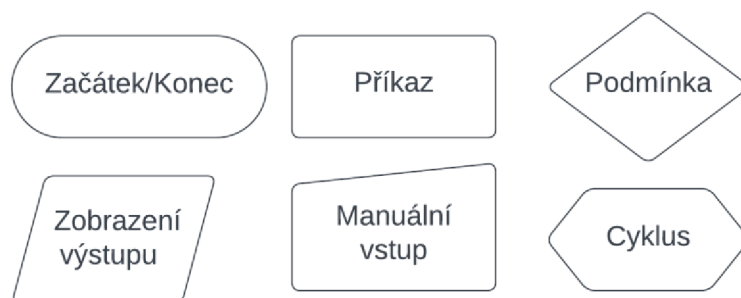 Začátek/Konec
Příkaz
Podmínka
Zobrazení
výstupu
Manuální
vstup
Cyklus